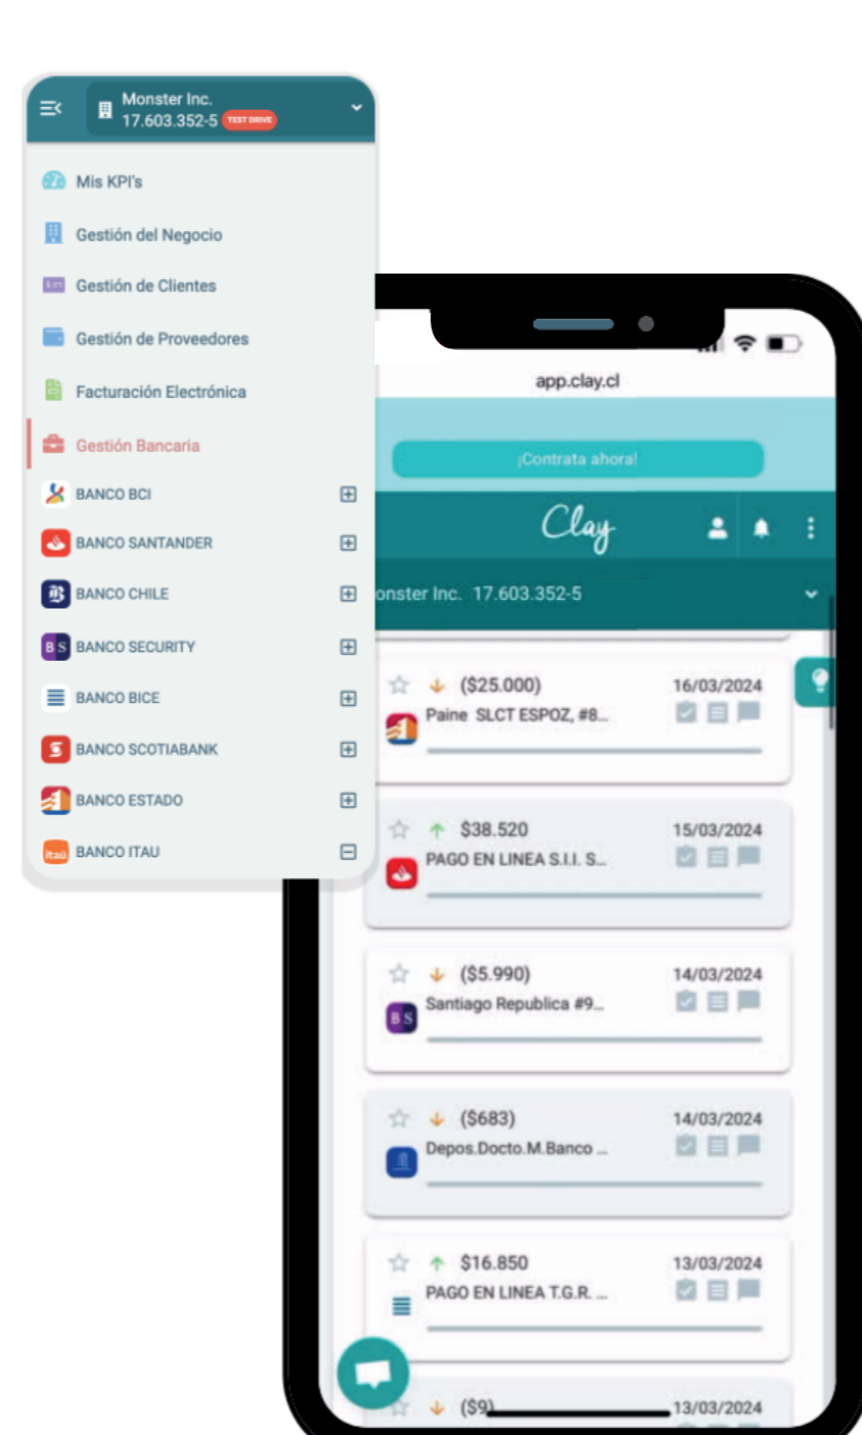 Monster Inc.
17.603.352-5 TEST DRIVE
Mis KPI's
Gestión del Negocio
Gestión de Clientes
Gestión de Proveedores
Facturación Electrónica
Gestión Bancaria
BANCO BCI
BANCO SANTANDER
BANCO CHILE
B S BANCO SECURITY
BANCO BICE
BANCO SCOTIABANK
BANCO ESTADO
itaú BANCO ITAU
app.clay.cl
¡Contrata ahora!
Clay
onster Inc. 17.603.352-5
($25.000) 16/03/2024
Paine SLCT ESPOZ, #8...
$38.520 15/03/2024
PAGO EN LINEA S.I.I. S...
($5.990) 14/03/2024
B S Santiago Republica #9...
($683) 14/03/2024
Depos.Docto.M.Banco ...
$16.850 13/03/2024
PAGO EN LINEA T.G.R. ...
($9) 13/03/2024